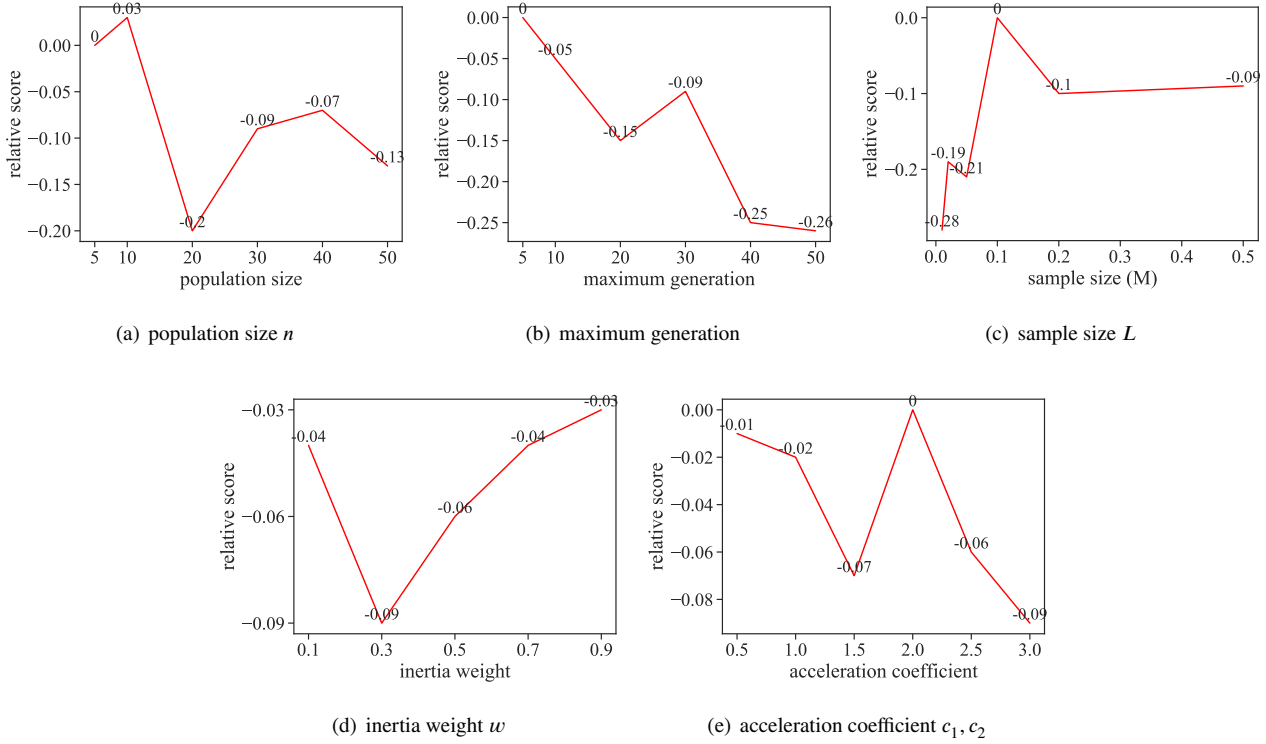 0.00
−0.05
−0.10
−0.15
−0.20
relative score
0
0.03
-0.2
-0.09
-0.07
-0.13
5 10 20 30 40 50
population size
(a) population size n
0.00
−0.05
−0.10
−0.15
−0.20
−0.25
relative score
0
-0.05
-0.15
-0.09
-0.25
-0.26
5 10 20 30 40 50
maximum generation
(b) maximum generation
0.0
−0.1
−0.2
relative score
-0.28
-0.19
-0.21
0
-0.1
-0.09
0.0 0.1 0.2 0.3 0.4 0.5
sample size (M)
(c) sample size L
−0.03
−0.06
−0.09
relative score
-0.04
-0.09
-0.06
-0.04
-0.03
0.1 0.3 0.5 0.7 0.9
inertia weight
(d) inertia weight w
0.00
−0.02
−0.04
−0.06
−0.08
relative score
-0.01
-0.02
-0.07
0
-0.06
-0.09
0.5 1.0 1.5 2.0 2.5 3.0
acceleration coefficient
(e) acceleration coefficient c₁, c₂